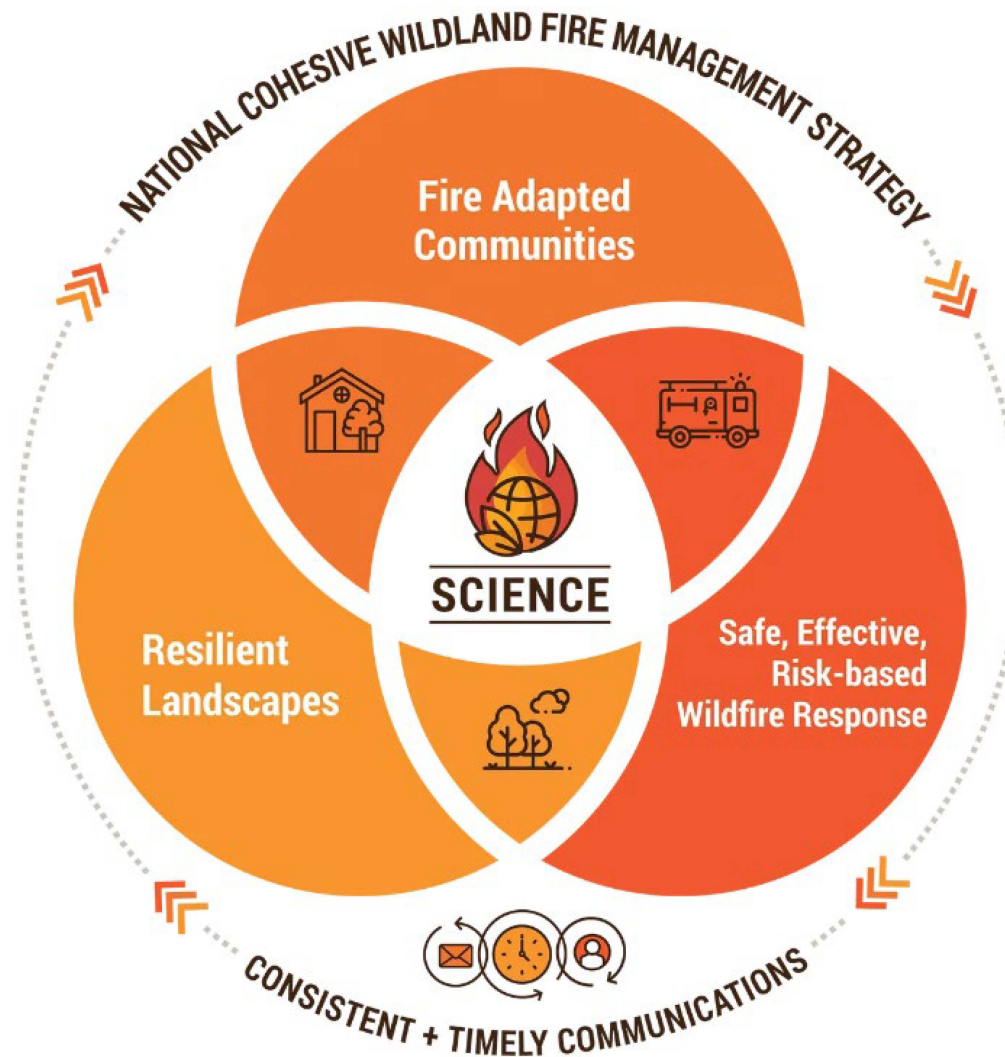 NATIONAL COHESIVE WILDLAND FIRE MANAGEMENT STRATEGY
Fire Adapted
Communities
SCIENCE
Resilient
Landscapes
Safe, Effective,
Risk-based
Wildfire Response
CONSISTENT + TIMELY COMMUNICATIONS